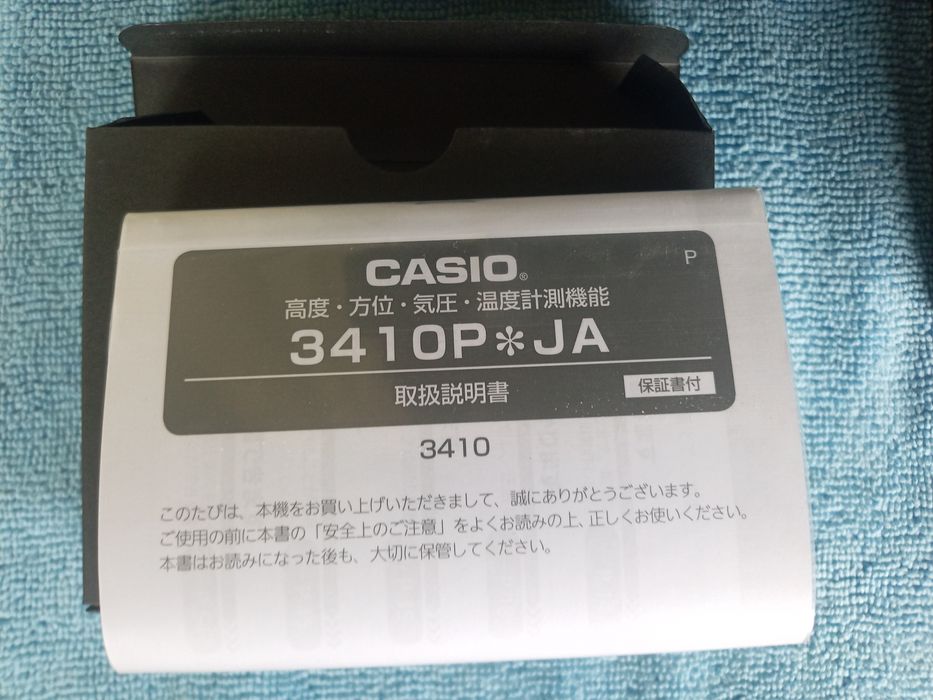 CASIO®
P
高度・方位・気圧・温度計測機能
3410P＊JA
取扱説明書
保証書付
3410
このたびは、本機をお買い上げいただきまして、誠にありがとうございます。
ご使用の前に本書の「安全上のご注意」をよくお読みの上、正しくお使いください。
本書はお読みになった後も、大切に保管してください。